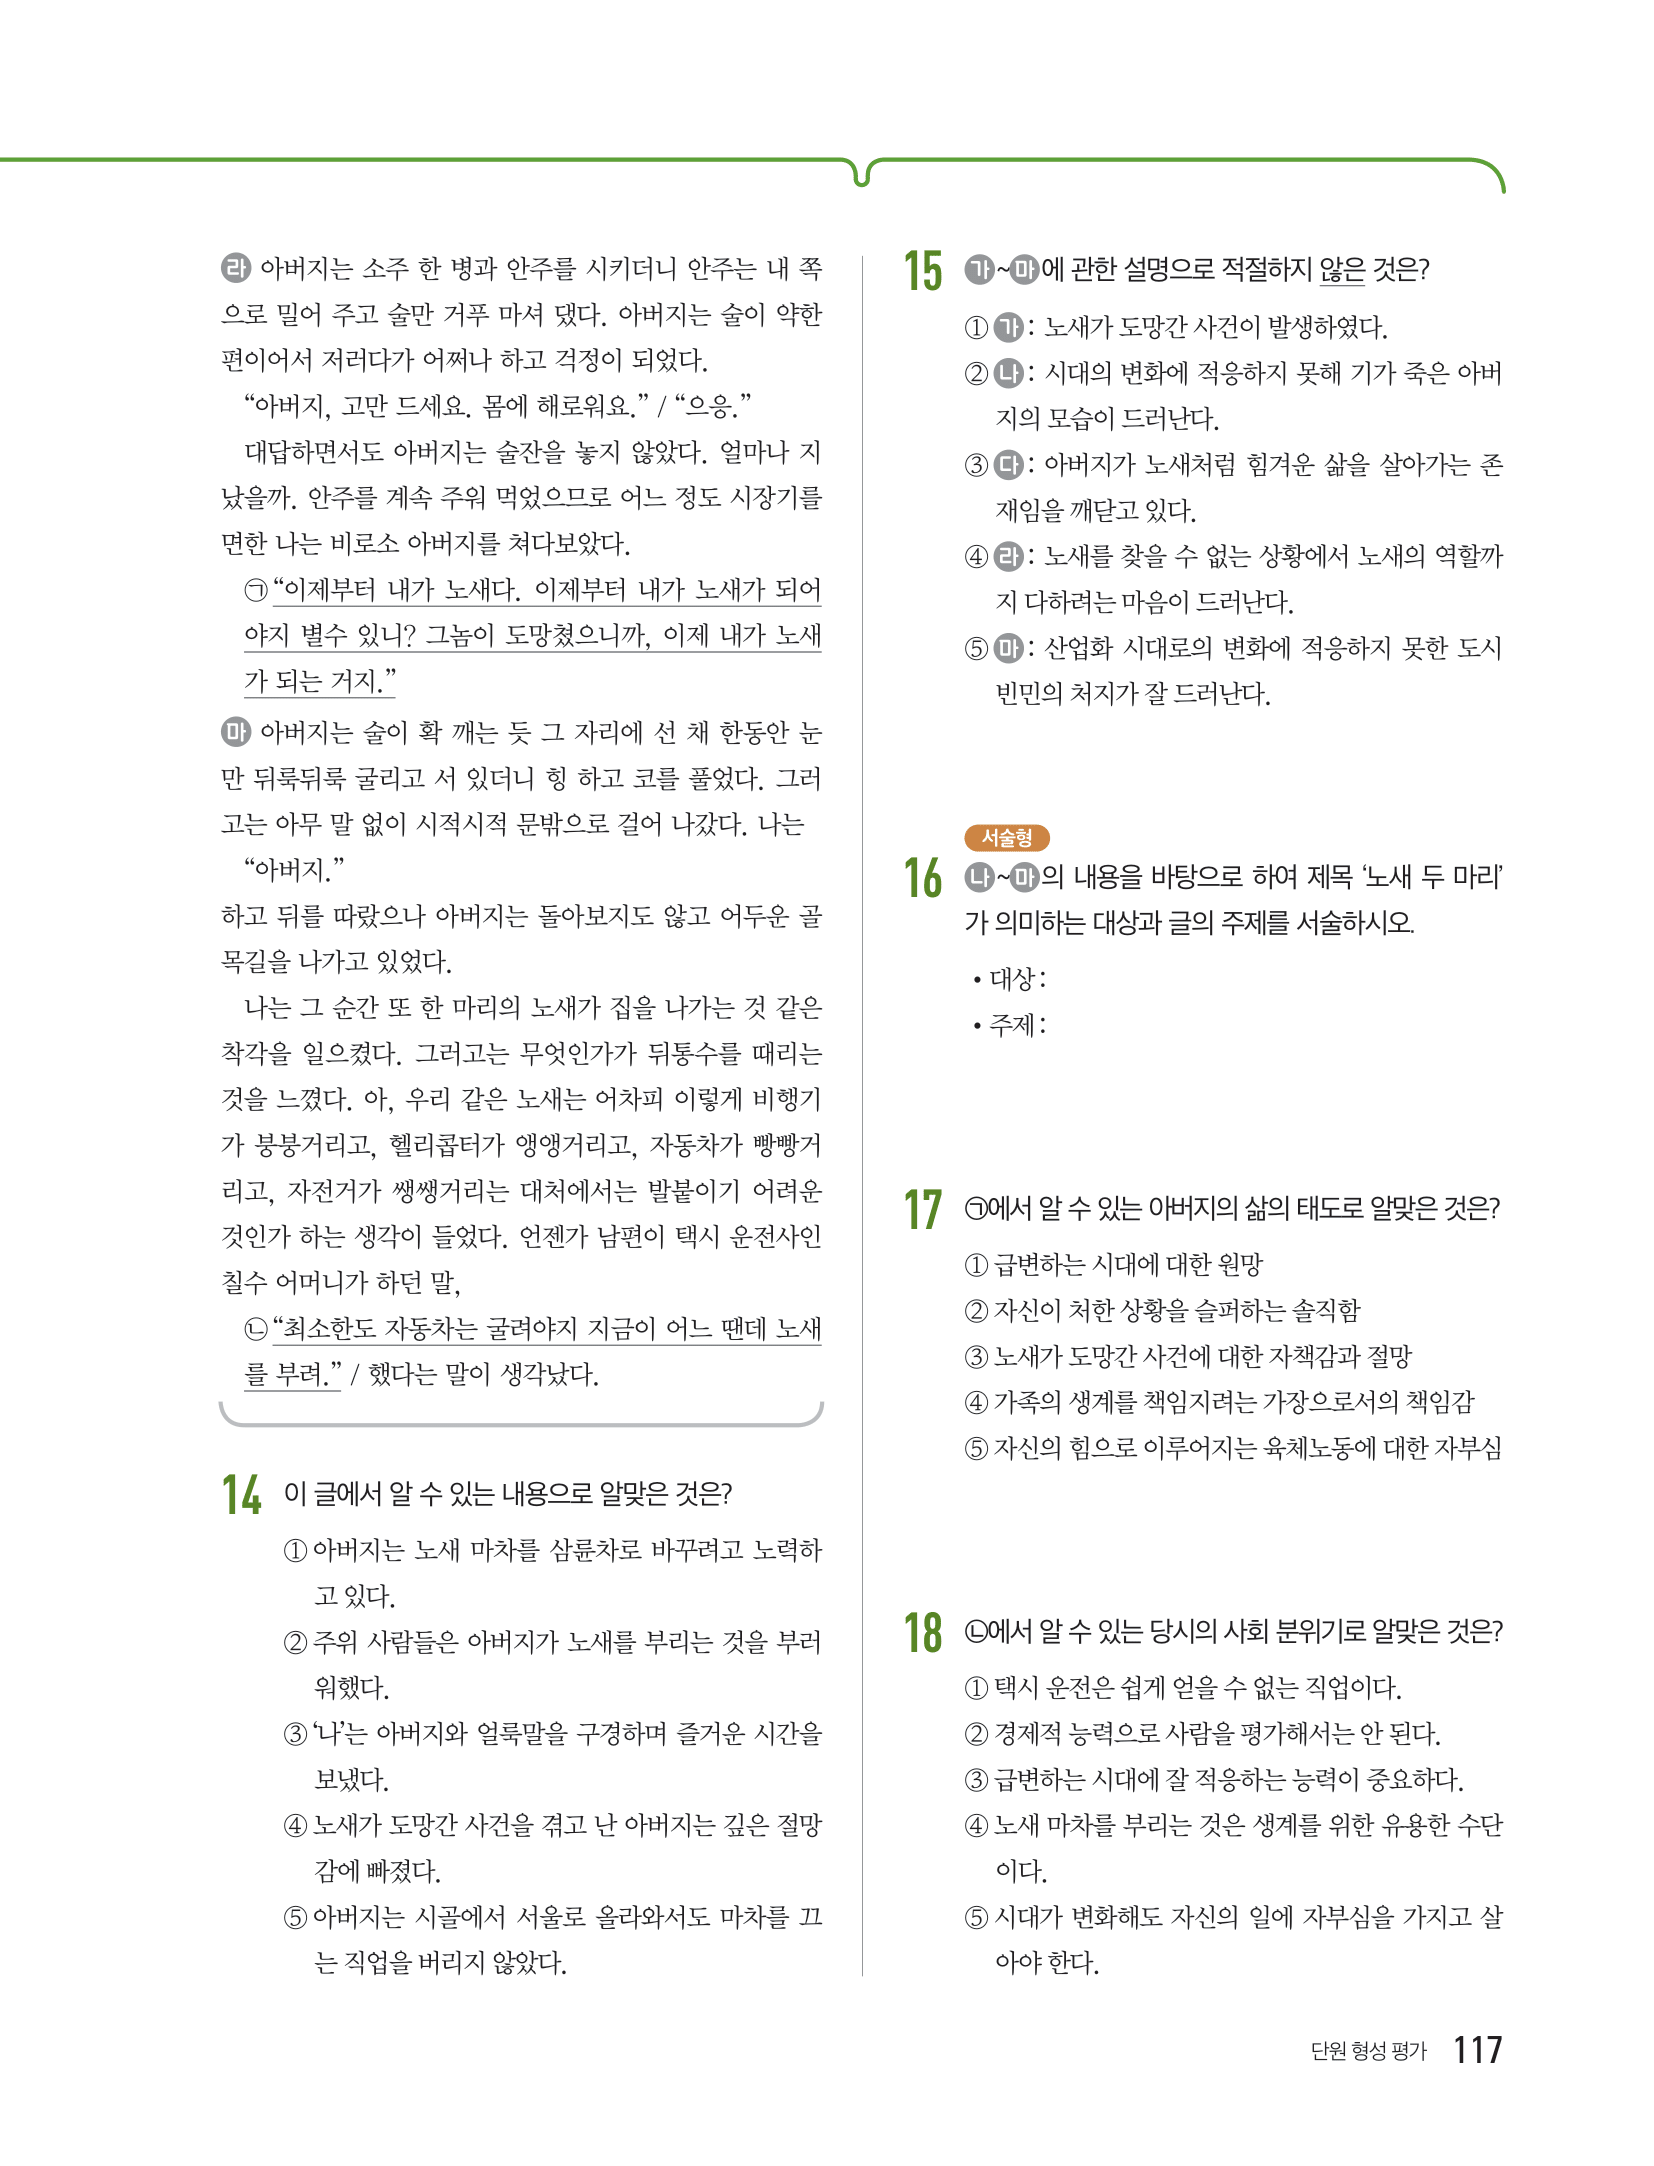 라 아버지는 소주 한 병과 안주를 시키더니 안주는 내 쪽
으로 밀어 주고 술만 거푸 마셔 댔다. 아버지는 술이 약한
편이어서 저러다가 어쩌나 하고 걱정이 되었다.
“아버지, 고만 드세요. 몸에 해로워요.” / “으응.”
대답하면서도 아버지는 술잔을 놓지 않았다. 얼마나 지
났을까. 안주를 계속 주워 먹었으므로 어느 정도 시장기를
면한 나는 비로소 아버지를 쳐다보았다.
㉠ “이제부터 내가 노새다. 이제부터 내가 노새가 되어
야지 별수 있니? 그놈이 도망쳤으니까, 이제 내가 노새
가 되는 거지.”
마 아버지는 술이 확 깨는 듯 그 자리에 선 채 한동안 눈
만 뒤룩뒤룩 굴리고 서 있더니 힝 하고 코를 풀었다. 그러
고는 아무 말 없이 시적시적 문밖으로 걸어 나갔다. 나는
“아버지.”
하고 뒤를 따랐으나 아버지는 돌아보지도 않고 어두운 골
목길을 나가고 있었다.
나는 그 순간 또 한 마리의 노새가 집을 나가는 것 같은
착각을 일으켰다. 그러고는 무엇인가가 뒤통수를 때리는
것을 느꼈다. 아, 우리 같은 노새는 어차피 이렇게 비행기
가 붕붕거리고, 헬리콥터가 앵앵거리고, 자동차가 빵빵거
리고, 자전거가 쌩쌩거리는 대처에서는 발붙이기 어려운
것인가 하는 생각이 들었다. 언젠가 남편이 택시 운전사인
칠수 어머니가 하던 말,
㉡ “최소한도 자동차는 굴려야지 지금이 어느 땐데 노새
를 부려.” / 했다는 말이 생각났다.
14 이 글에서 알 수 있는 내용으로 알맞은 것은?
① 아버지는 노새 마차를 삼륜차로 바꾸려고 노력하
고 있다.
② 주위 사람들은 아버지가 노새를 부리는 것을 부러
워했다.
③ ‘나’는 아버지와 얼룩말을 구경하며 즐거운 시간을
보냈다.
④ 노새가 도망간 사건을 겪고 난 아버지는 깊은 절망
감에 빠졌다.
⑤ 아버지는 시골에서 서울로 올라와서도 마차를 끄
는 직업을 버리지 않았다.
15 가~마에 관한 설명으로 적절하지 않은 것은?
① 가 : 노새가 도망간 사건이 발생하였다.
② 나 : 시대의 변화에 적응하지 못해 기가 죽은 아버
지의 모습이 드러난다.
③ 다 : 아버지가 노새처럼 힘겨운 삶을 살아가는 존
재임을 깨닫고 있다.
④ 라 : 노새를 찾을 수 없는 상황에서 노새의 역할까
지 다하려는 마음이 드러난다.
⑤ 마 : 산업화 시대로의 변화에 적응하지 못한 도시
빈민의 처지가 잘 드러난다.
서술형
16 나~마의 내용을 바탕으로 하여 제목 ‘노새 두 마리’
가 의미하는 대상과 글의 주제를 서술하시오.
• 대상 :
• 주제 :
17 ㉠에서 알 수 있는 아버지의 삶의 태도로 알맞은 것은?
① 급변하는 시대에 대한 원망
② 자신이 처한 상황을 슬퍼하는 솔직함
③ 노새가 도망간 사건에 대한 자책감과 절망
④ 가족의 생계를 책임지려는 가장으로서의 책임감
⑤ 자신의 힘으로 이루어지는 육체노동에 대한 자부심
18 ㉡에서 알 수 있는 당시의 사회 분위기로 알맞은 것은?
① 택시 운전은 쉽게 얻을 수 없는 직업이다.
② 경제적 능력으로 사람을 평가해서는 안 된다.
③ 급변하는 시대에 잘 적응하는 능력이 중요하다.
④ 노새 마차를 부리는 것은 생계를 위한 유용한 수단
이다.
⑤ 시대가 변화해도 자신의 일에 자부심을 가지고 살
아야 한다.
단원 형성 평가 117